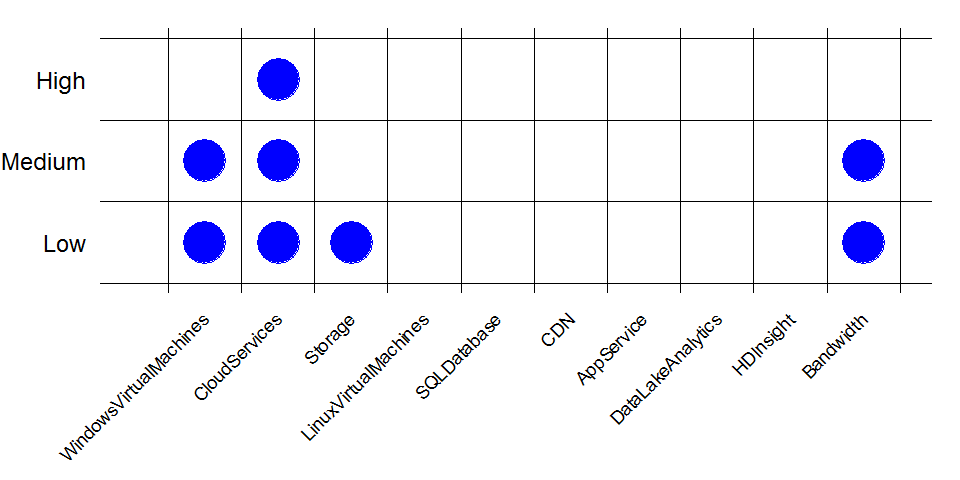 High
Medium
Low
WindowsVirtualMachines
CloudServices
Storage
LinuxVirtualMachines
SQLDatabase
CDN
AppService
DataLakeAnalytics
HDInsight
Bandwidth